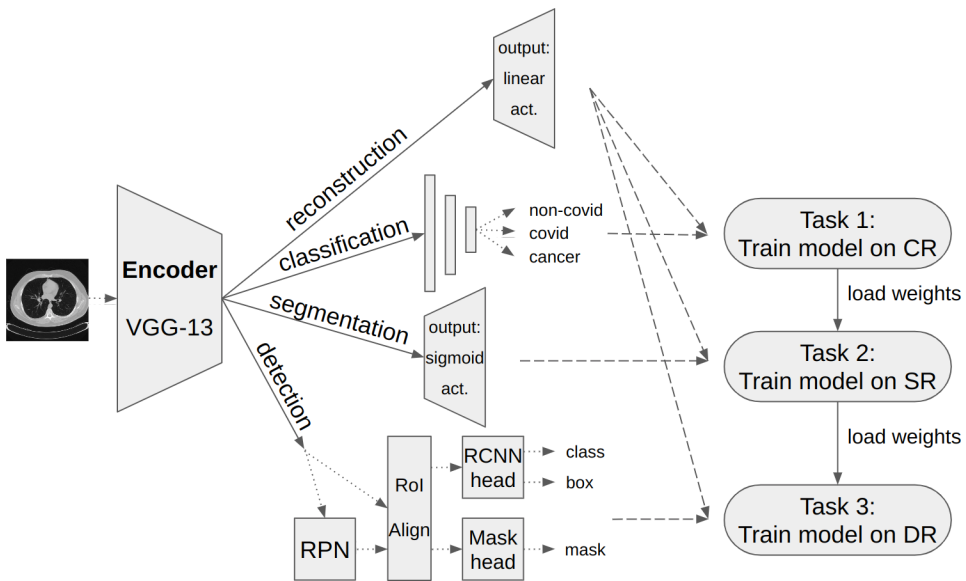 output:
linear
act.
reconstruction
classification
non-covid
covid
cancer
Encoder
VGG-13
segmentation
output:
sigmoid
act.
detection
RPN
RoI
Align
RCNN
head
class
box
Mask
head
mask
Task 1:
Train model on CR
load weights
Task 2:
Train model on SR
load weights
Task 3:
Train model on DR